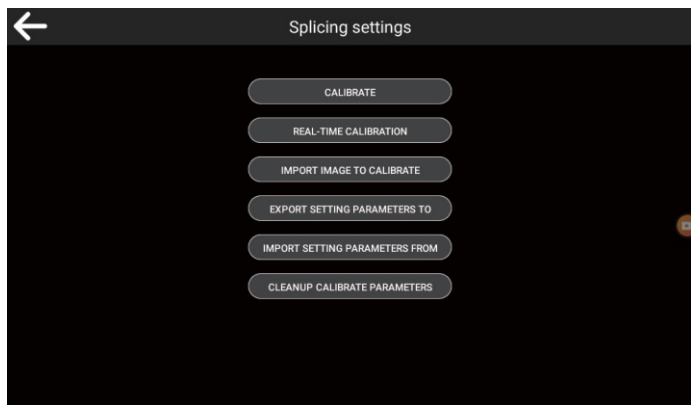 Splicing settings
CALIBRATE
REAL-TIME CALIBRATION
IMPORT IMAGE TO CALIBRATE
EXPORT SETTING PARAMETERS TO
IMPORT SETTING PARAMETERS FROM
CLEANUP CALIBRATE PARAMETERS